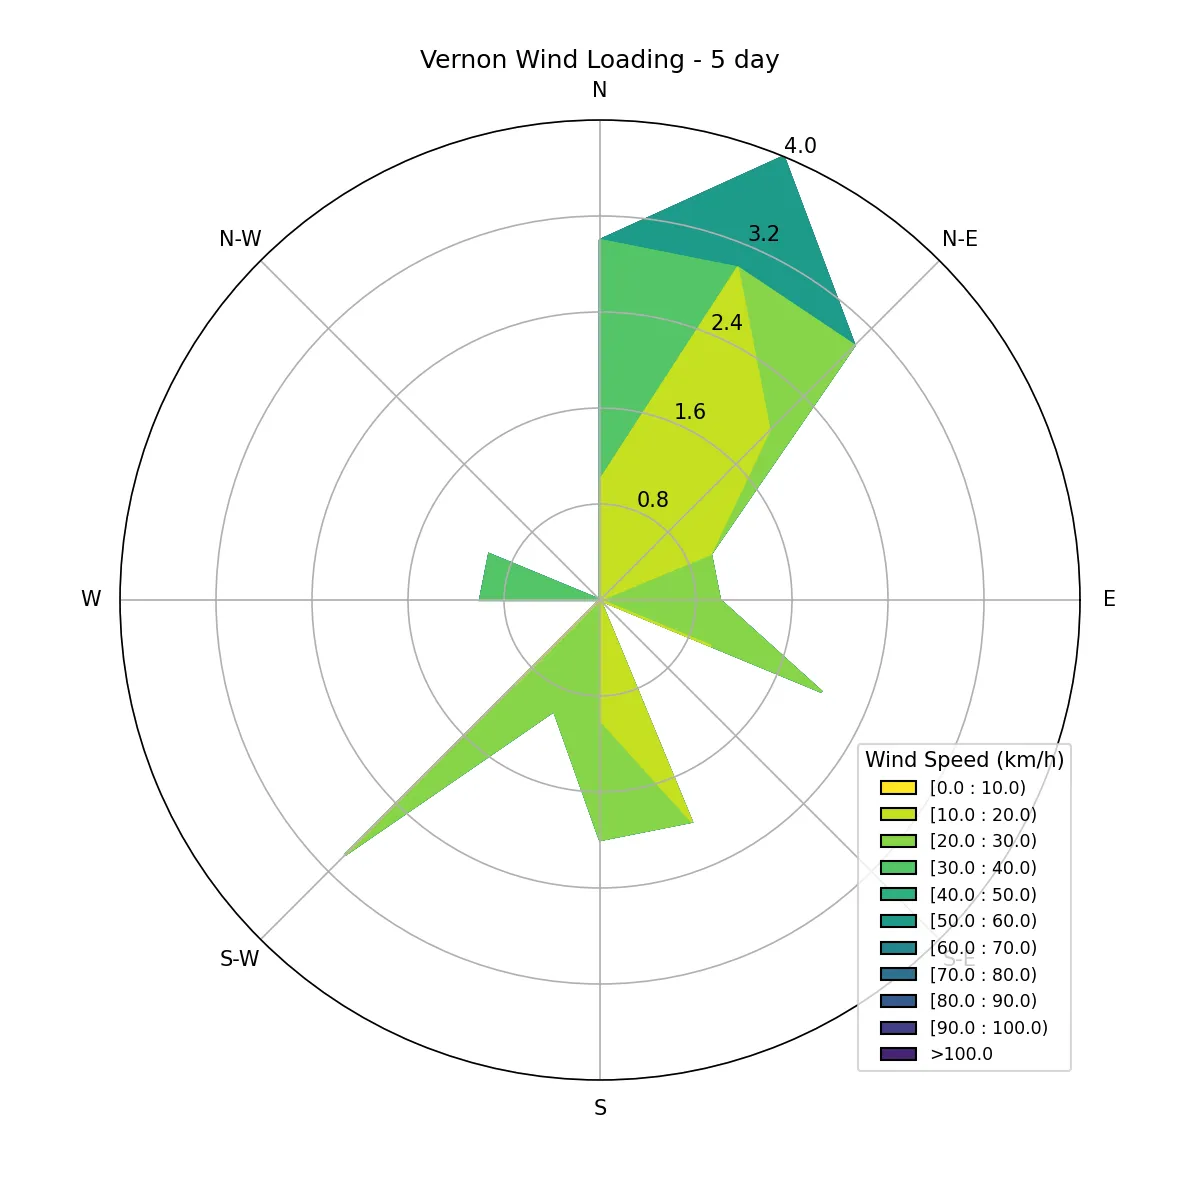 Vernon Wind Loading - 5 day
N
4.0
3.2
N-W
N-E
2.4
1.6
0.8
W
E
Wind Speed (km/h)
[0.0 : 10.0)
[10.0 : 20.0)
[20.0 : 30.0)
[30.0 : 40.0)
[40.0 : 50.0)
[50.0 : 60.0)
[60.0 : 70.0)
[70.0 : 80.0)
[80.0 : 90.0)
[90.0 : 100.0)
>100.0
S-W
S-E
S